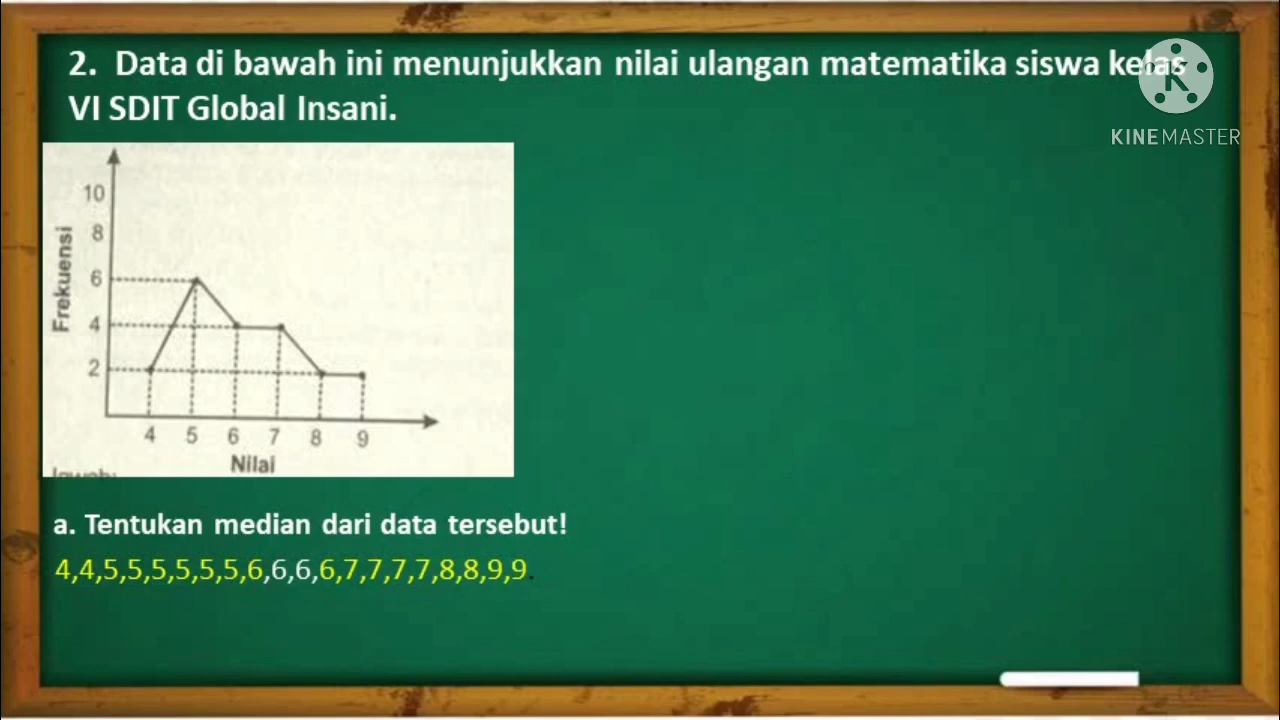 2. Data di bawah ini menunjukkan nilai ulangan matematika siswa kelas
VI SDIT Global Insani.
KINEMASTER
Frekuensi
10
8
6
4
2
4 5 6 7 8 9
Nilai
a. Tentukan median dari data tersebut!
4,4,5,5,5,5,5,5,6,6,6,6,7,7,7,7,8,8,9,9.